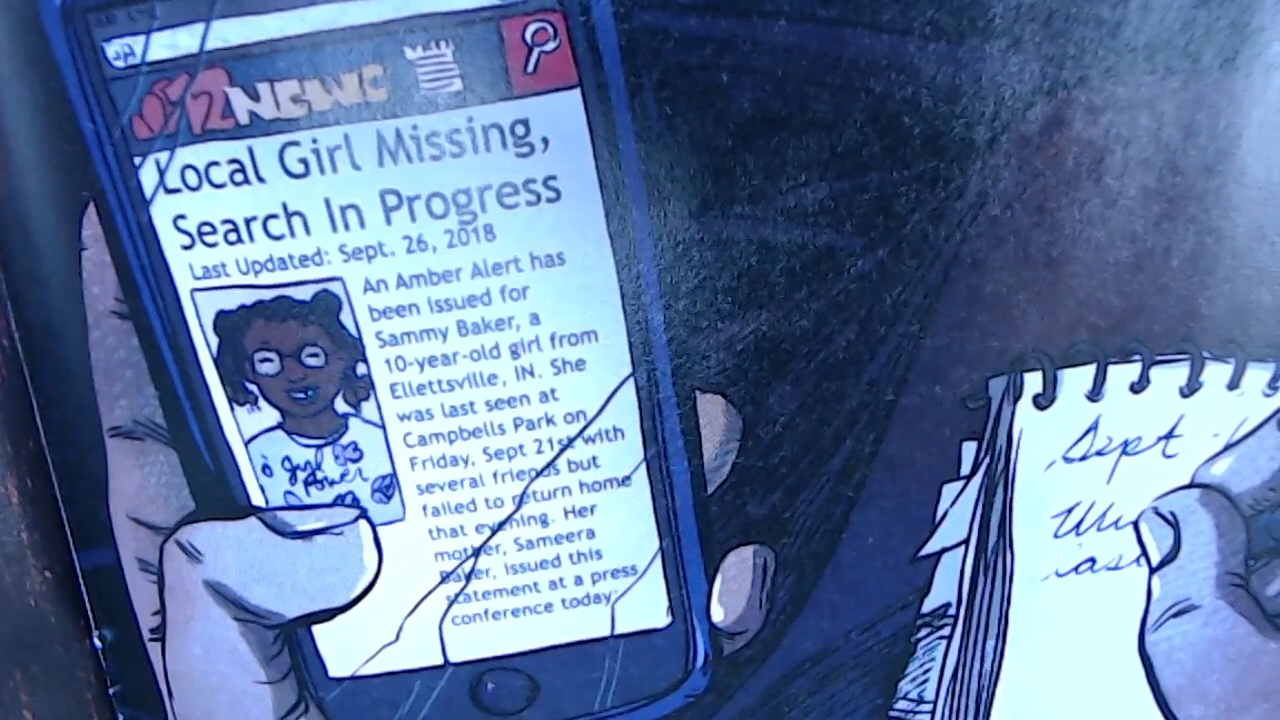 2NEWS
Local Girl Missing,
Search In Progress
Last Updated: Sept. 26, 2018
An Amber Alert has
been issued for
Sammy Baker, a
10-year-old girl from
Ellettsville, IN. She
was last seen at
Campbells Park on
Friday, Sept 21st with
several friends but
failed to return home
that evening. Her
mother, Sameera
Baker, issued this
statement at a press
conference today:
Girl
Power
Sept